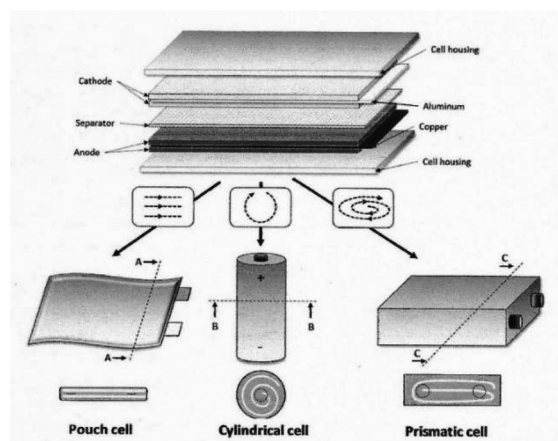 Cell housing
Cathode
Aluminum
Separator
Copper
Anode
Cell housing
A
C
+
B
B
-
A
C
Pouch cell
Cylindrical cell
Prismatic cell